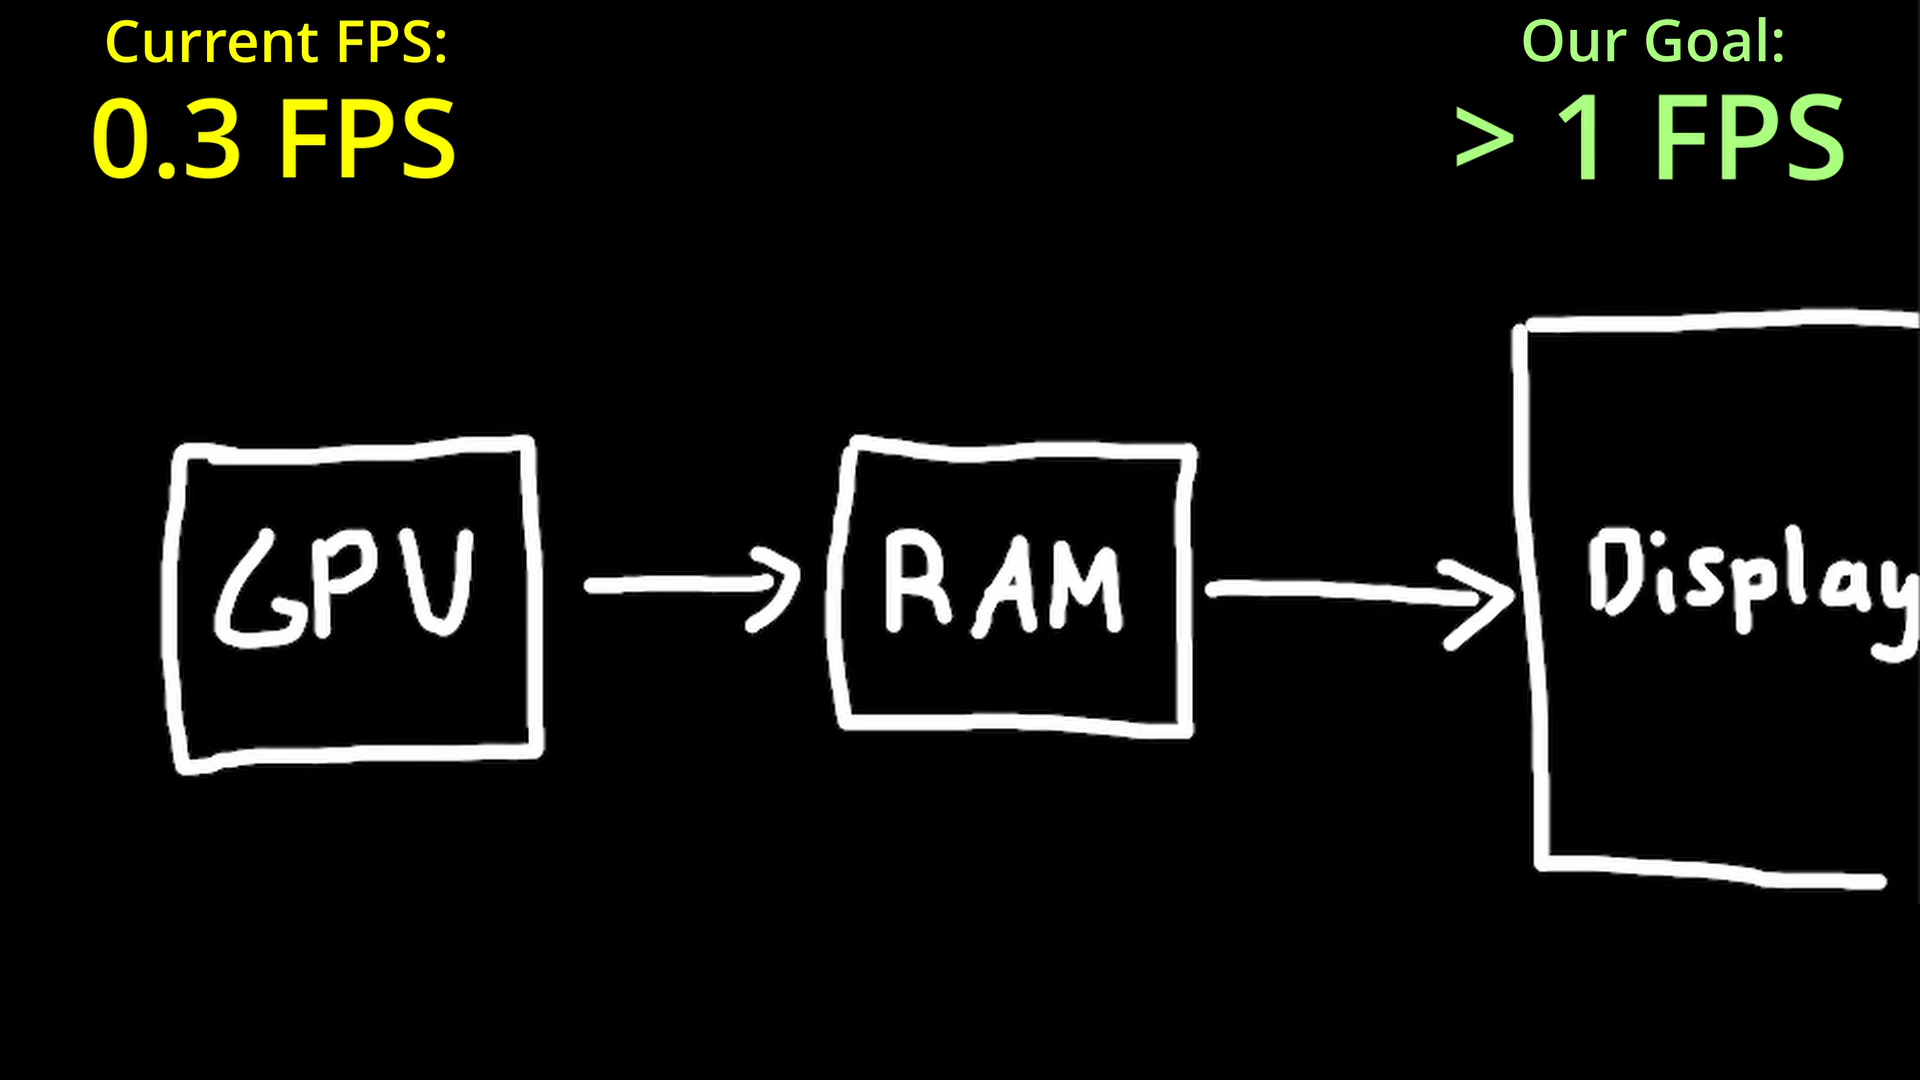 Current FPS:
0.3 FPS
Our Goal:
> 1 FPS
GPU
RAM
Display